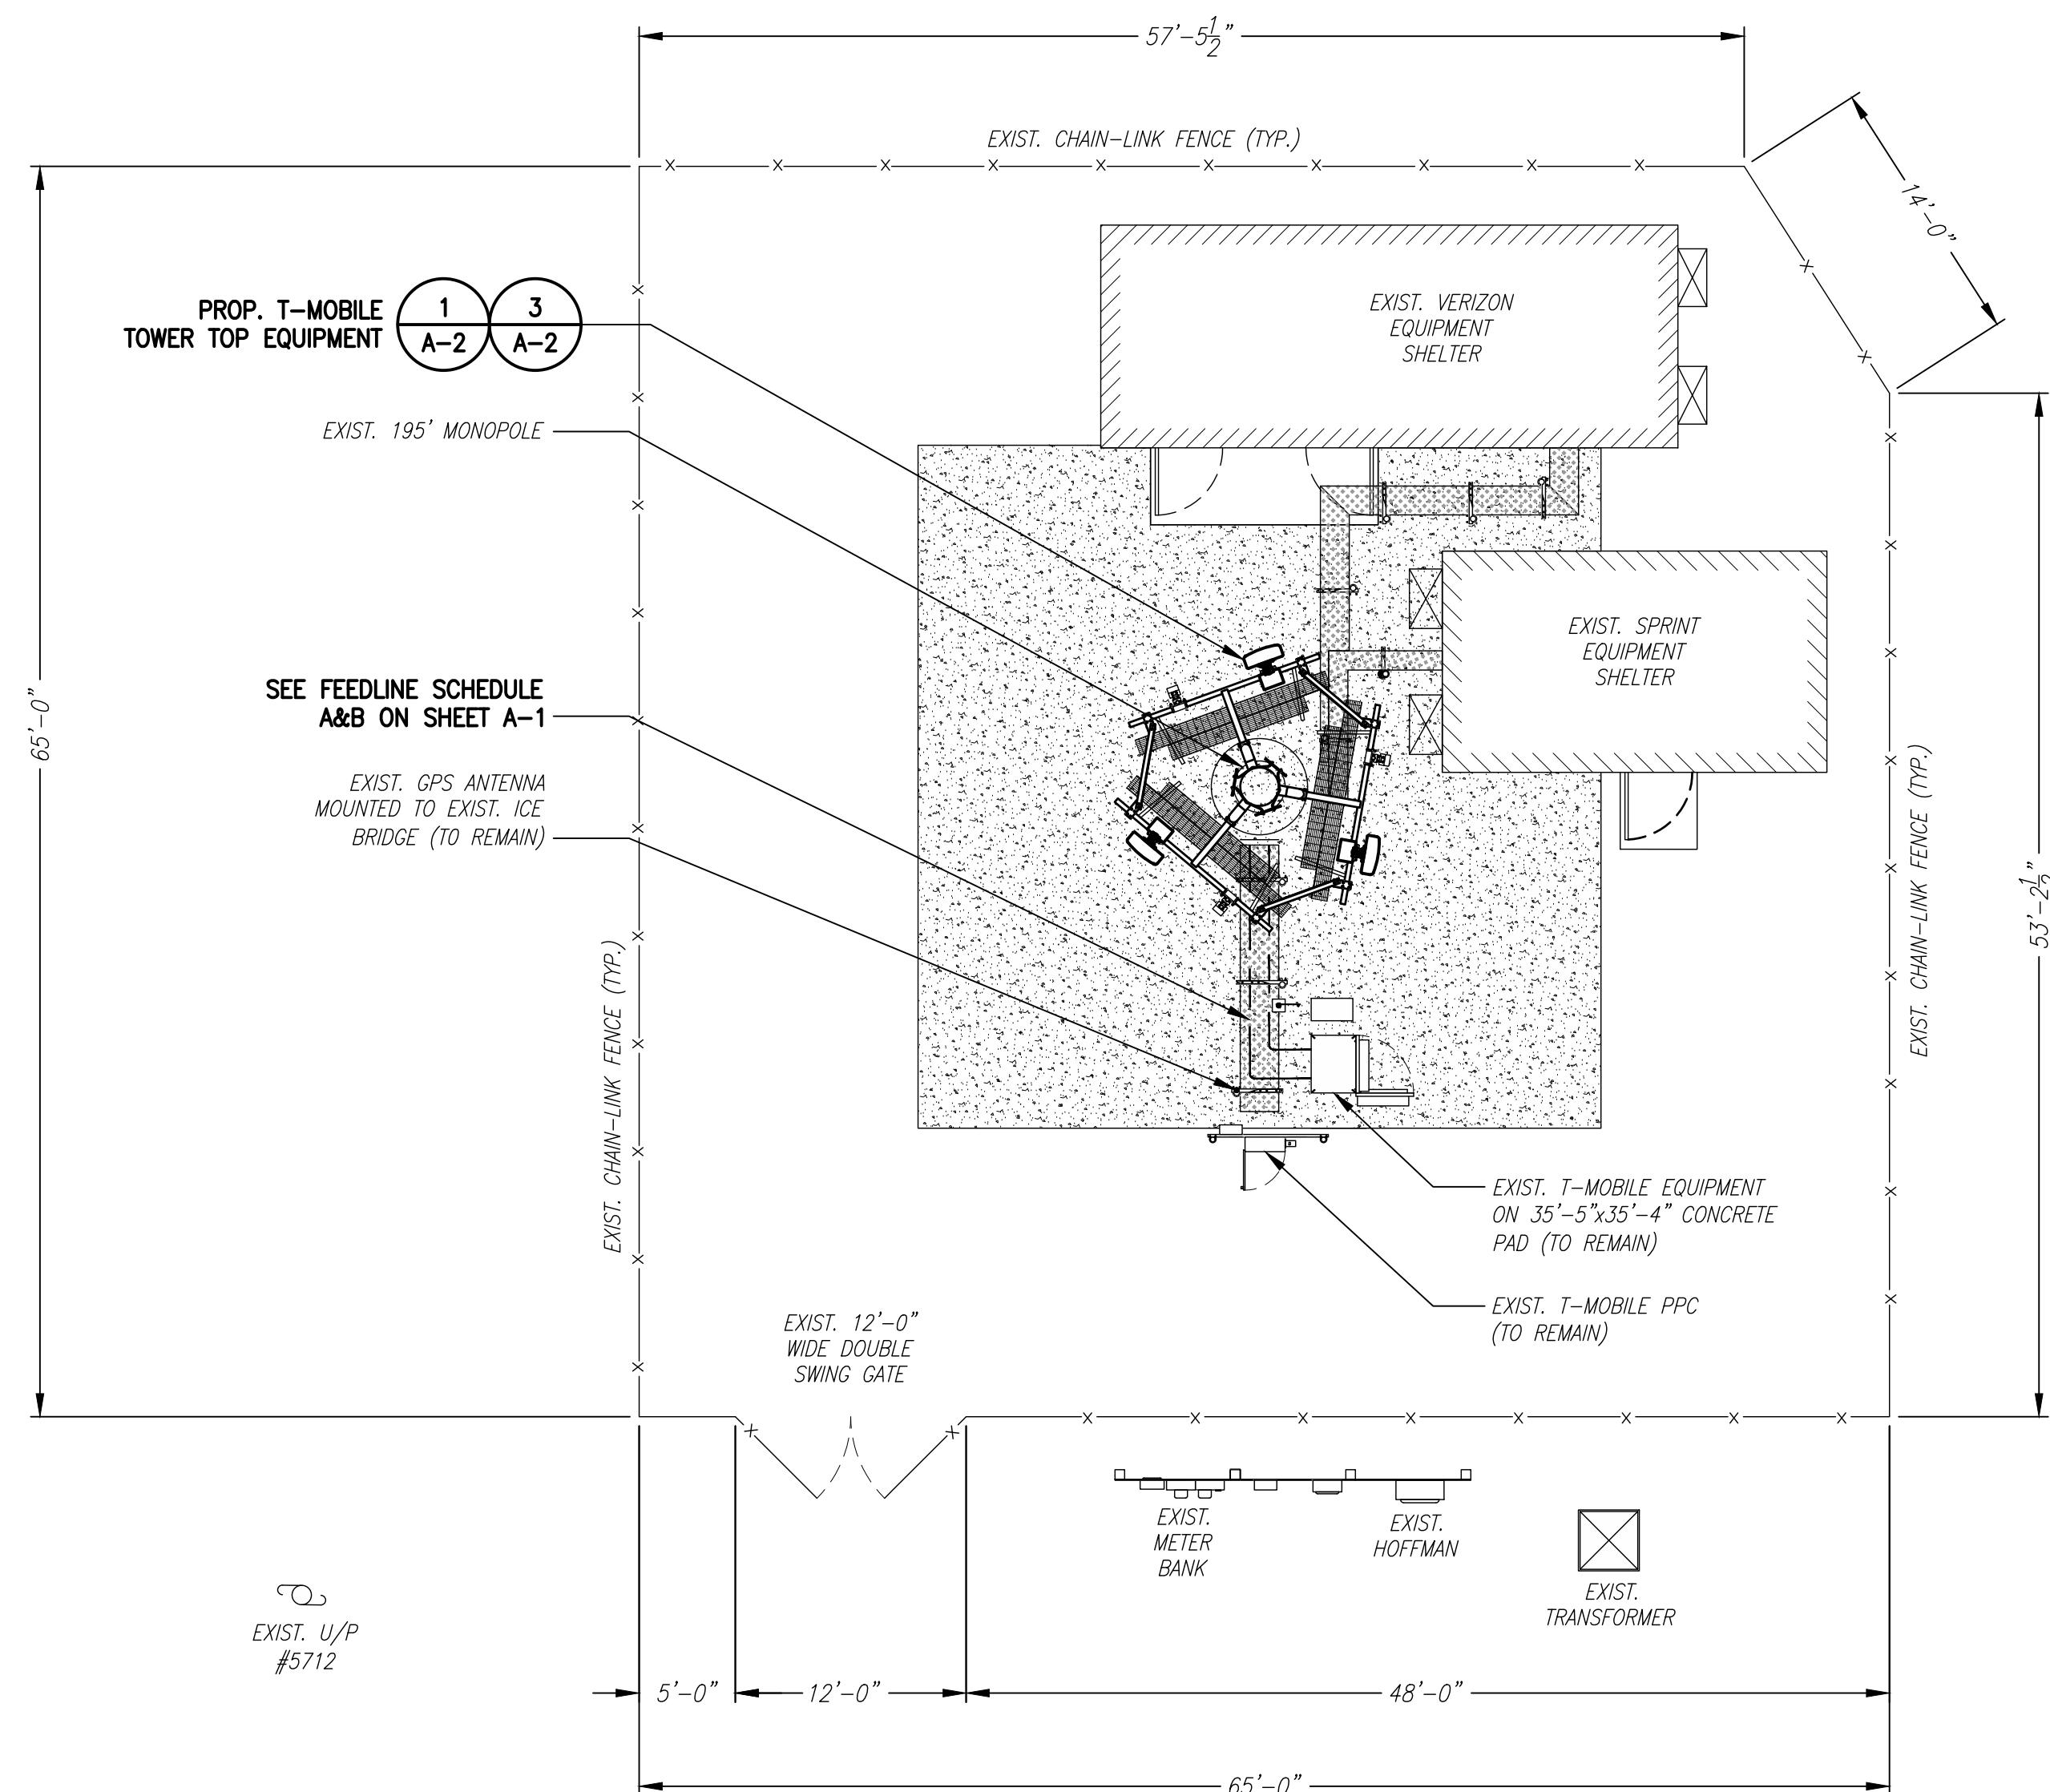 57'-5 1/2"
EXIST. CHAIN-LINK FENCE (TYP.)
14'-0"
PROP. T-MOBILE
TOWER TOP EQUIPMENT
1
A-2
3
A-2
EXIST. VERIZON
EQUIPMENT
SHELTER
EXIST. 195' MONOPOLE
65'-0"
SEE FEEDLINE SCHEDULE
A&B ON SHEET A-1
EXIST. SPRINT
EQUIPMENT
SHELTER
EXIST. GPS ANTENNA
MOUNTED TO EXIST. ICE
BRIDGE (TO REMAIN)
EXIST. CHAIN-LINK FENCE (TYP.)
EXIST. CHAIN-LINK FENCE (TYP.)
53'-2 1/2"
EXIST. T-MOBILE EQUIPMENT
ON 35'-5"x35'-4" CONCRETE
PAD (TO REMAIN)
EXIST. T-MOBILE PPC
(TO REMAIN)
EXIST. 12'-0"
WIDE DOUBLE
SWING GATE
EXIST.
METER
BANK
EXIST.
HOFFMAN
EXIST.
TRANSFORMER
EXIST. U/P
#5712
5'-0"
12'-0"
48'-0"
65'-0"